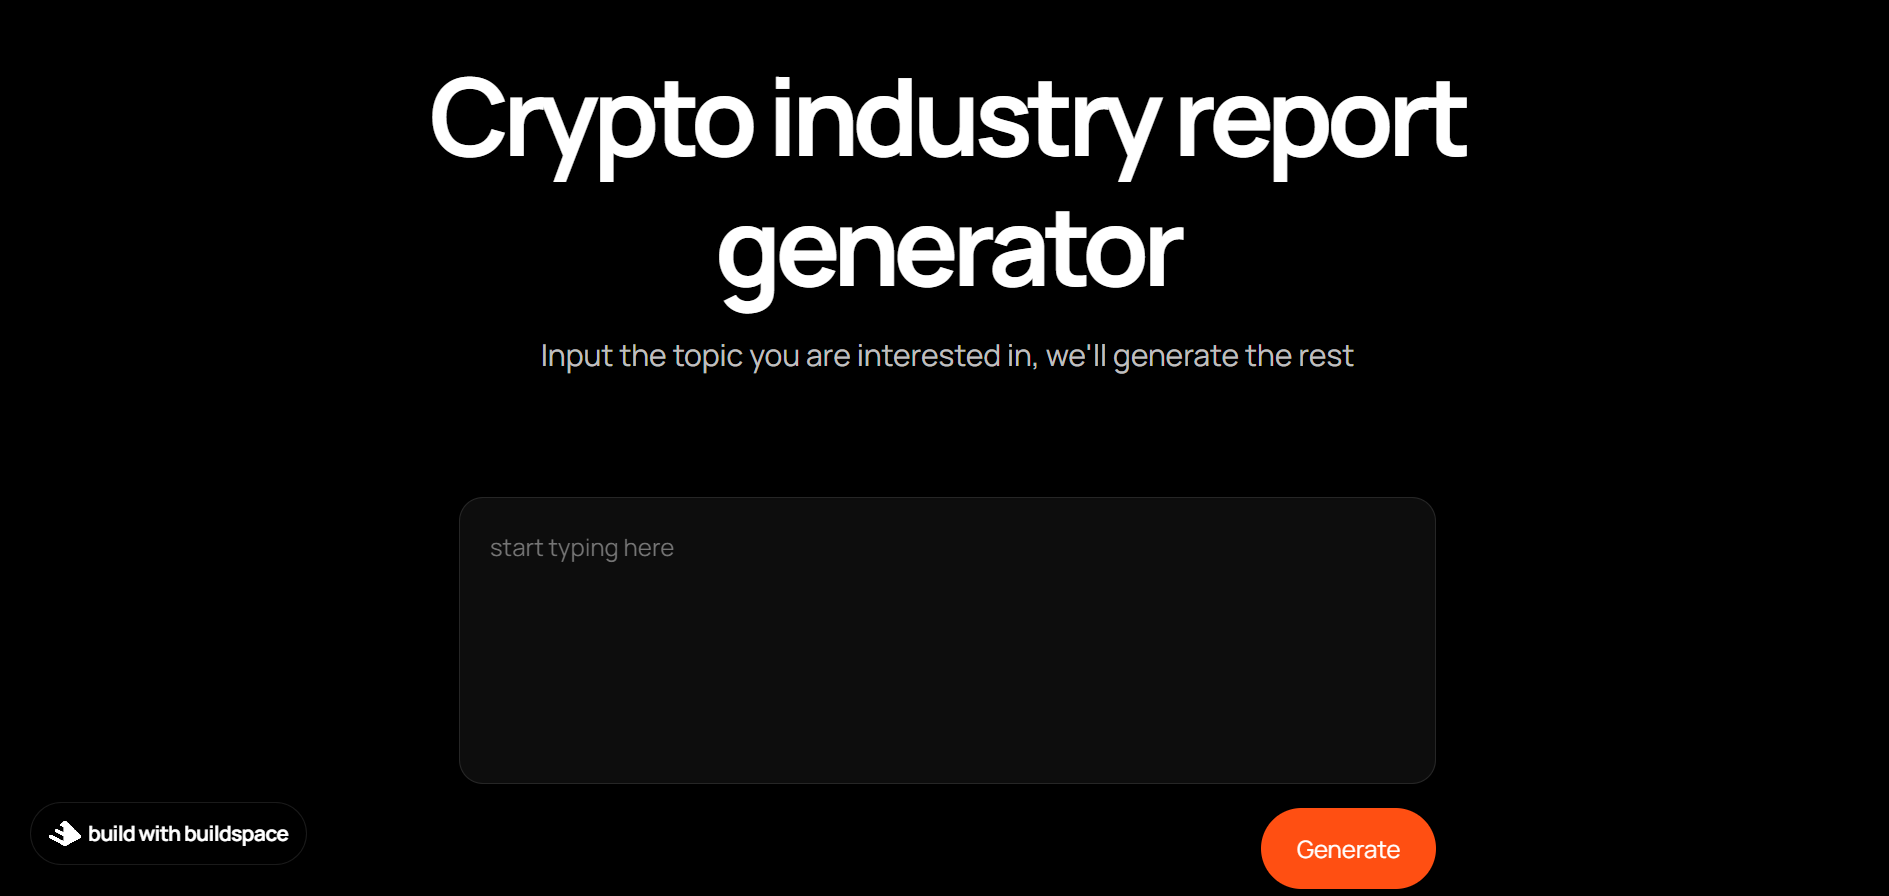 Crypto industry report
generator
Input the topic you are interested in, we'll generate the rest
start typing here
build with buildspace
Generate